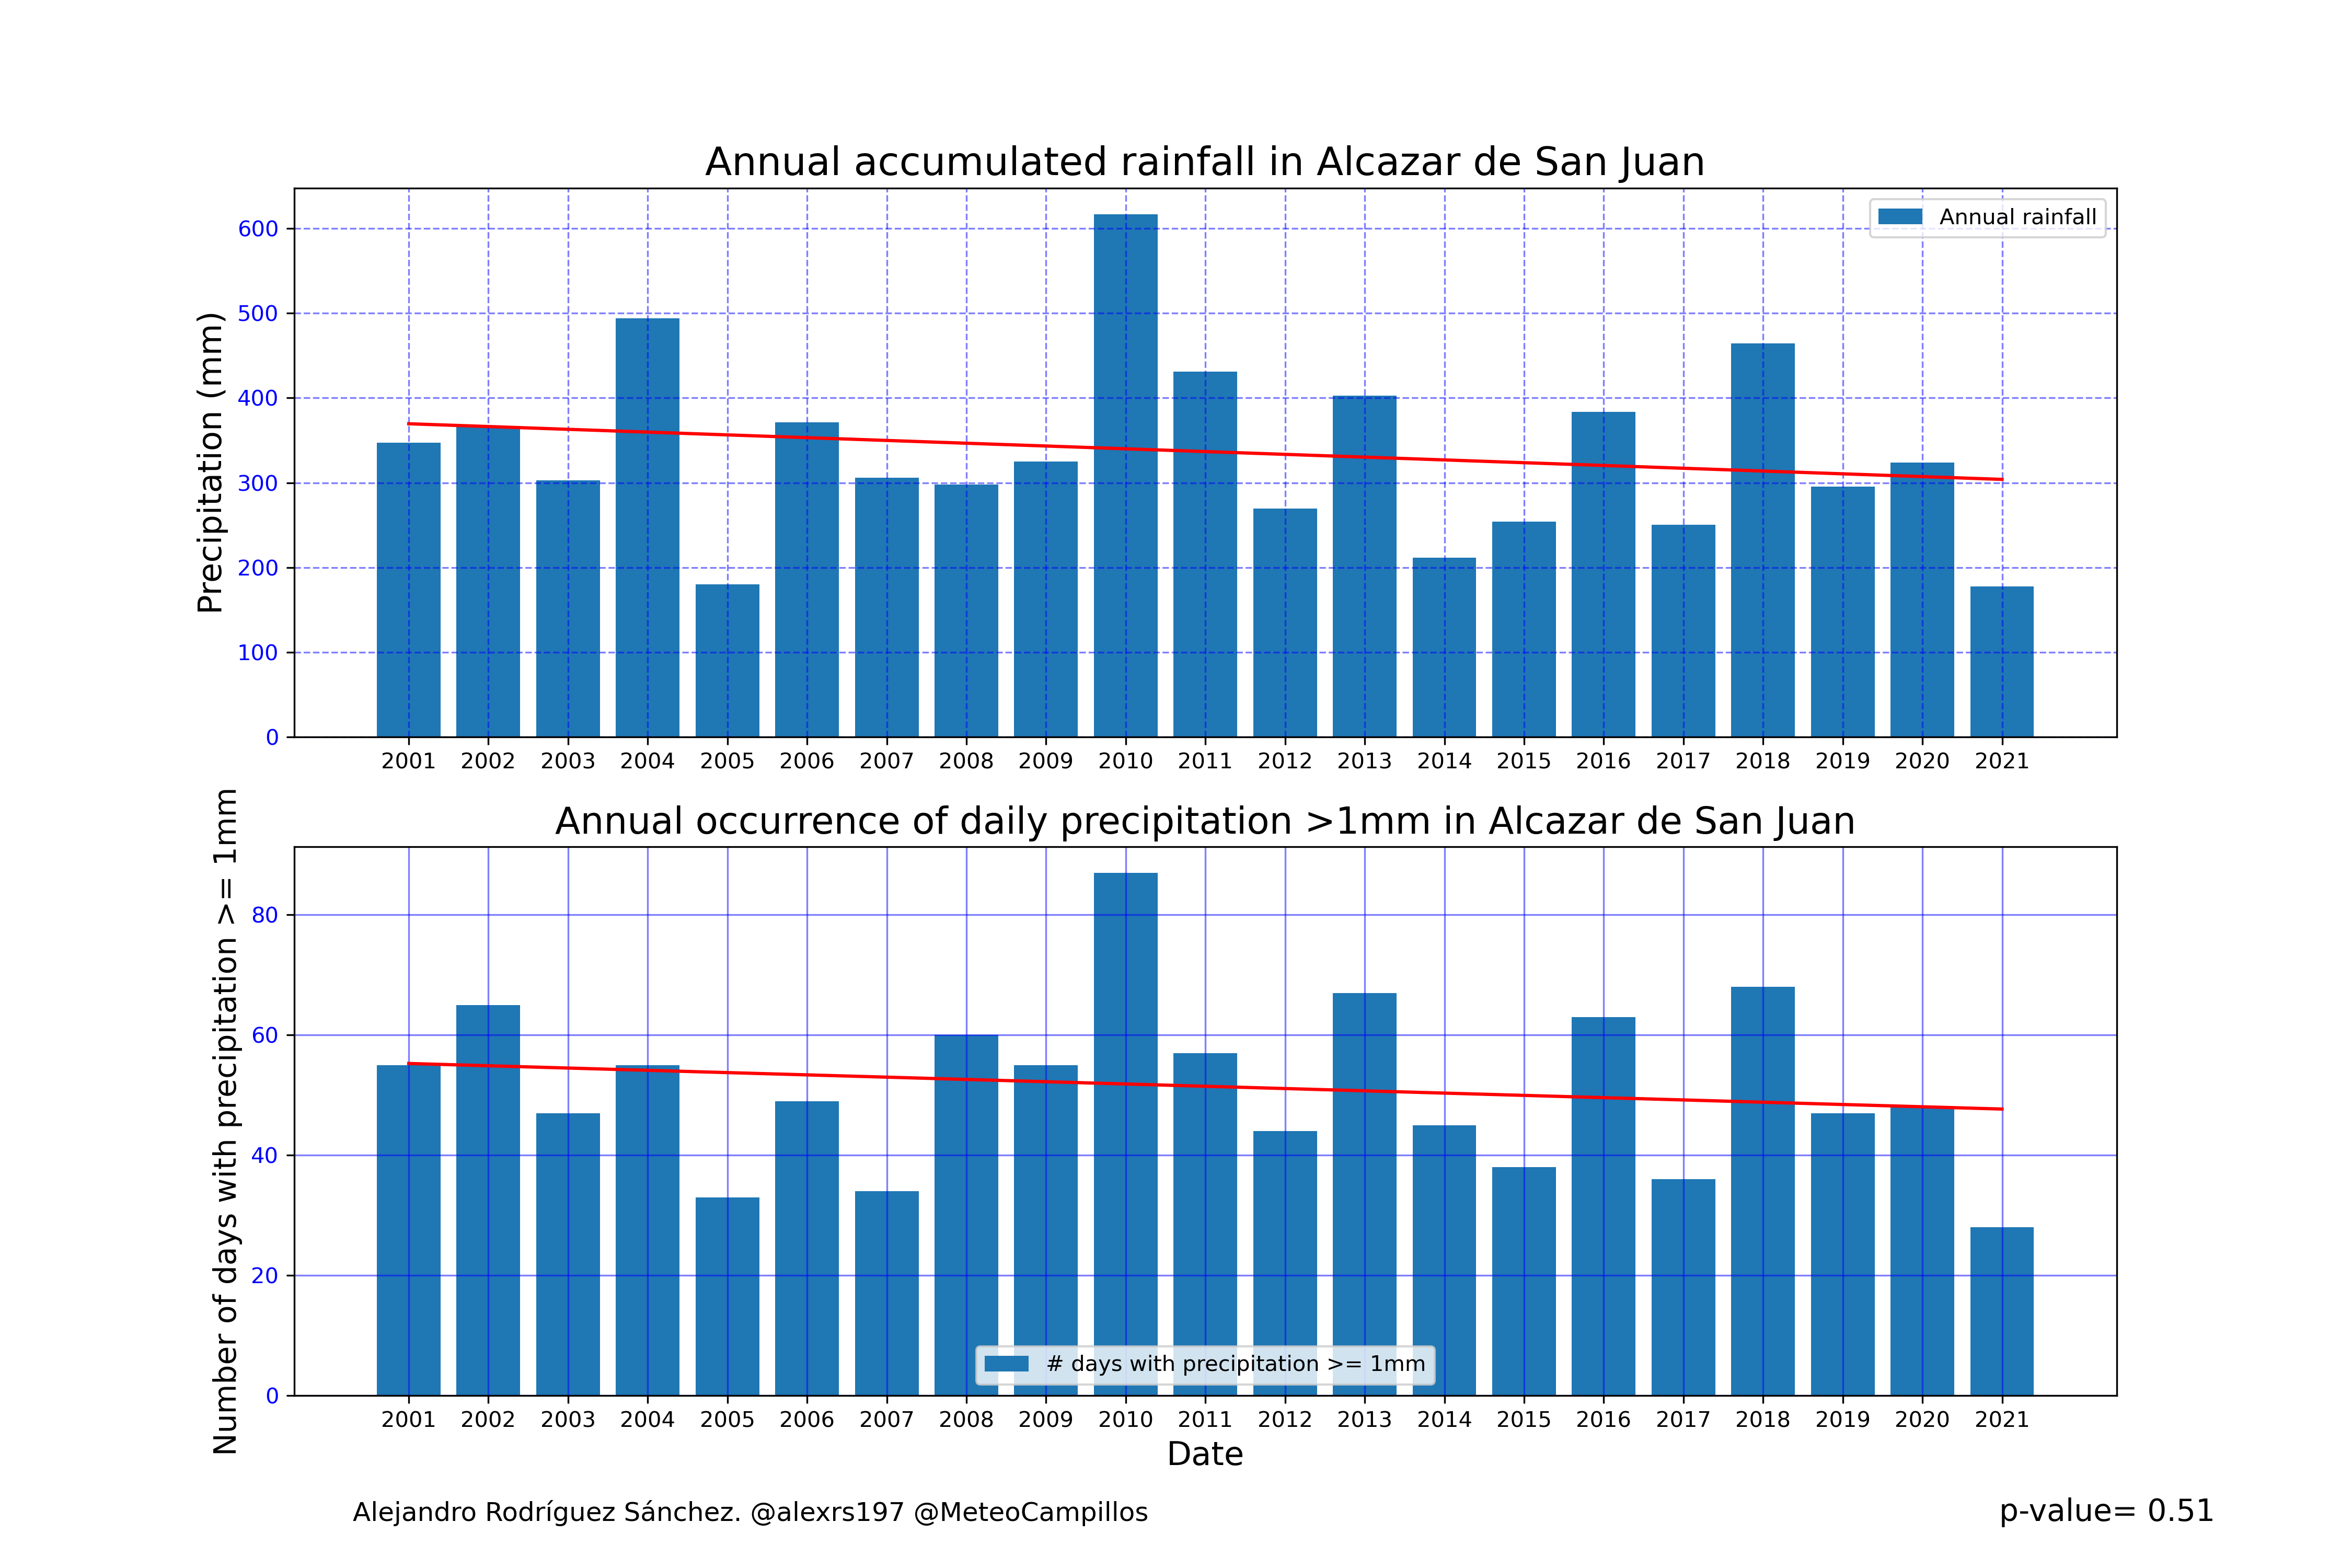 Annual accumulated rainfall in Alcazar de San Juan
Precipitation (mm)
600
500
400
300
200
100
0
Annual rainfall
2001 2002 2003 2004 2005 2006 2007 2008 2009 2010 2011 2012 2013 2014 2015 2016 2017 2018 2019 2020 2021
Annual occurrence of daily precipitation >1mm in Alcazar de San Juan
Number of days with precipitation >= 1mm
80
60
40
20
0
# days with precipitation >= 1mm
2001 2002 2003 2004 2005 2006 2007 2008 2009 2010 2011 2012 2013 2014 2015 2016 2017 2018 2019 2020 2021
Date
Alejandro Rodríguez Sánchez. @alexrs197 @MeteoCampillos
p-value= 0.51